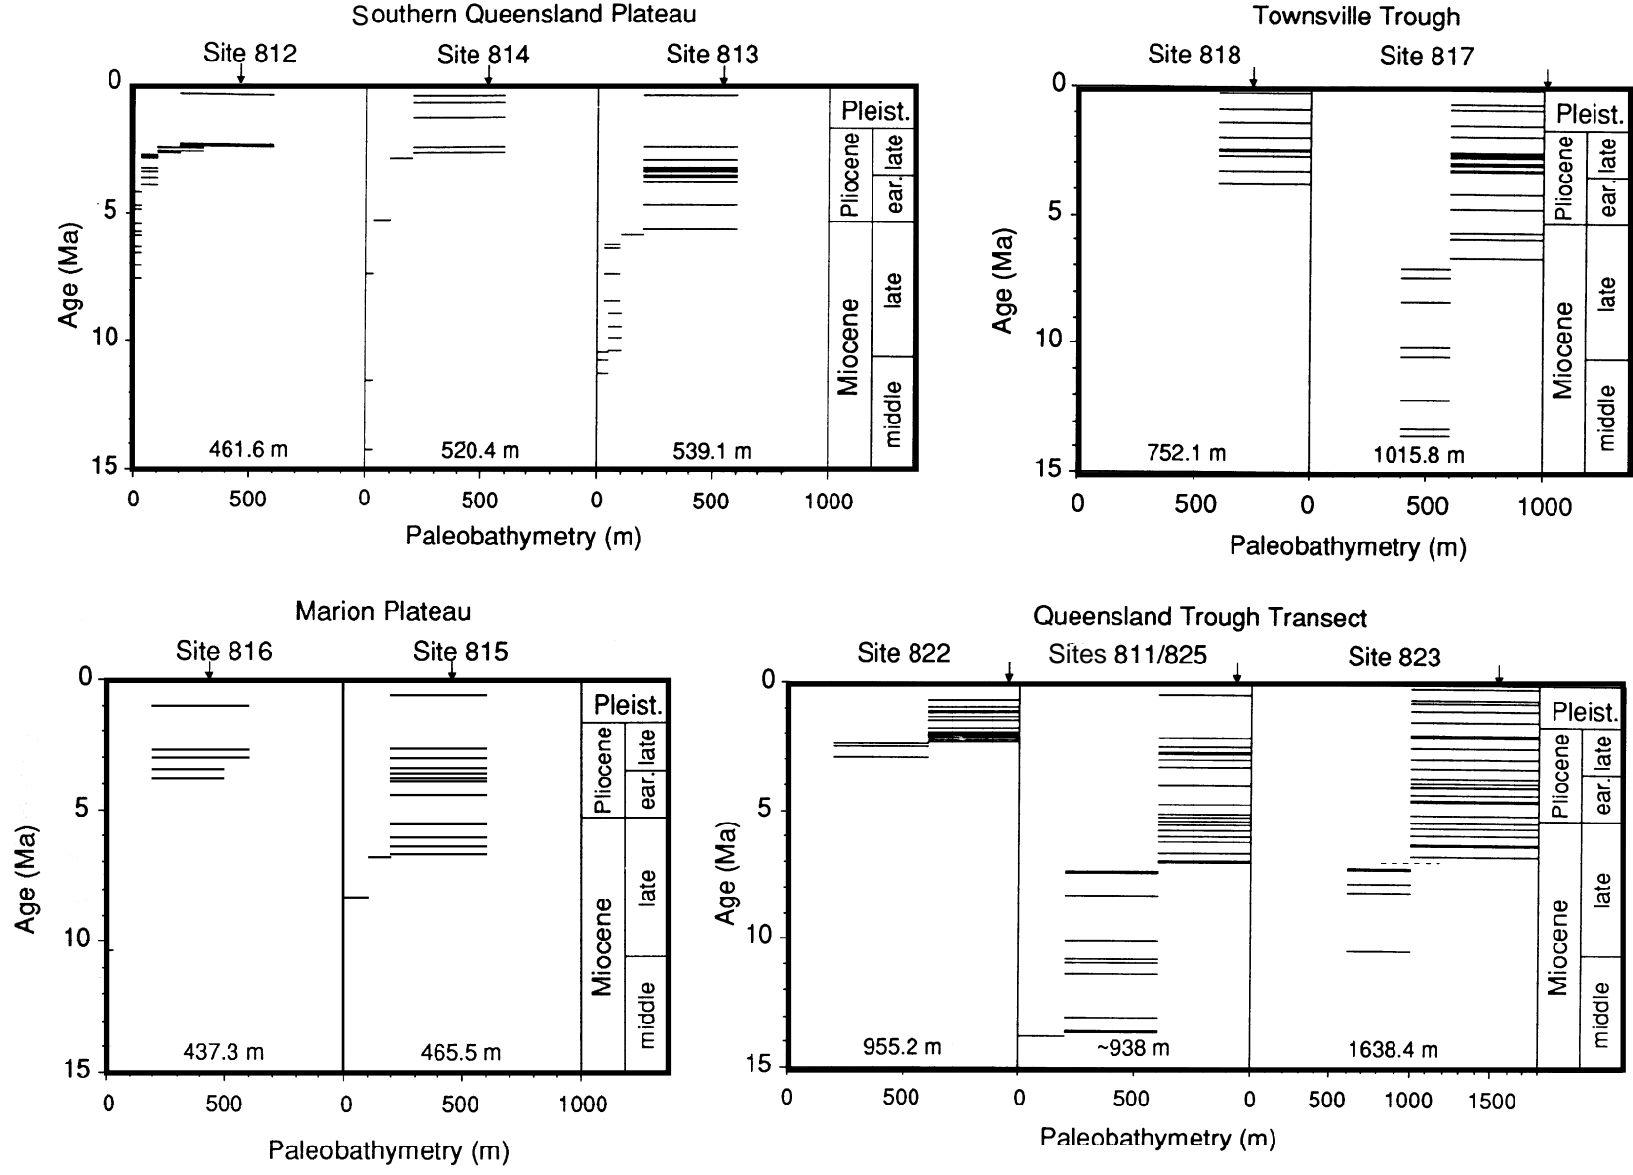 Southern Queensland Plateau
Site 812 Site 814 Site 813
0
5
10
15
Age (Ma)
461.6 m 520.4 m 539.1 m
Pleist.
Pliocene
late
ear.
Miocene
late
middle
0 500 0 500 0 500 1000
Paleobathymetry (m)
Townsville Trough
Site 818 Site 817
0
5
10
15
Age (Ma)
752.1 m 1015.8 m
Pleist.
Pliocene
late
ear.
Miocene
late
middle
0 500 0 500 1000
Paleobathymetry (m)
Marion Plateau
Site 816 Site 815
0
5
10
15
Age (Ma)
437.3 m 465.5 m
Pleist.
Pliocene
late
ear.
Miocene
late
middle
0 500 0 500 1000
Paleobathymetry (m)
Queensland Trough Transect
Site 822 Sites 811/825 Site 823
0
5
10
15
Age (Ma)
955.2 m ~938 m 1638.4 m
Pleist.
Pliocene
late
ear.
Miocene
late
middle
0 500 0 500 0 500 1000 1500
Paleobathymetry (m)